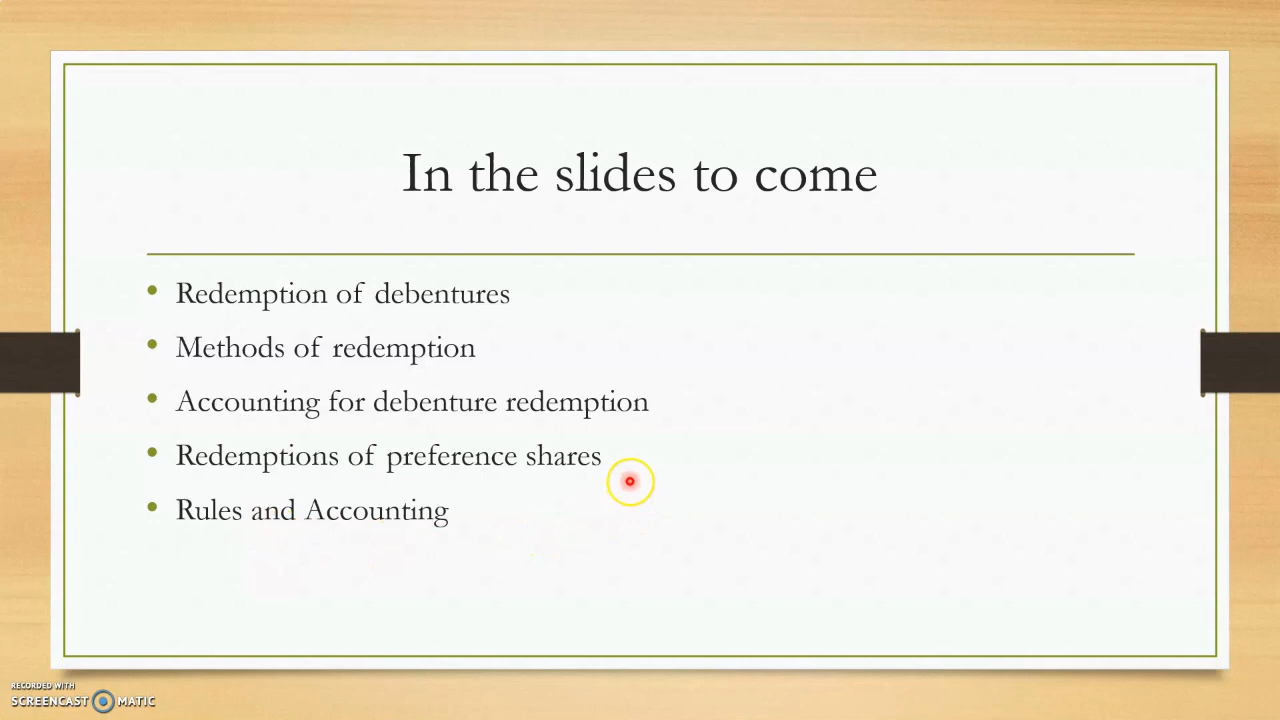 In the slides to come
Redemption of debentures
Methods of redemption
Accounting for debenture redemption
Redemptions of preference shares
Rules and Accounting
RECORDED WITH
SCREENCAST MATIC